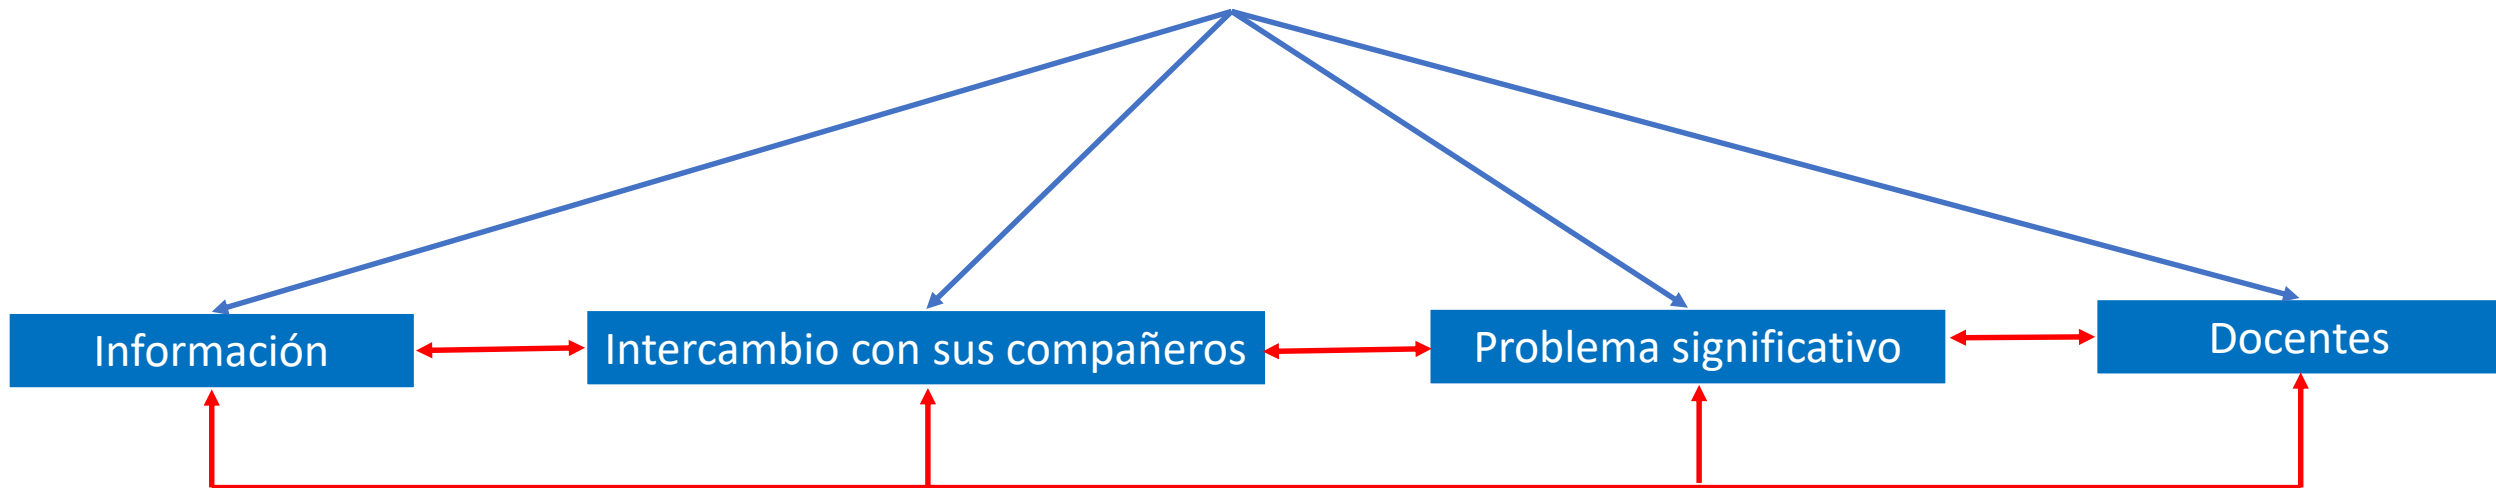 Información
Intercambio con sus compañeros
Problema significativo
Docentes